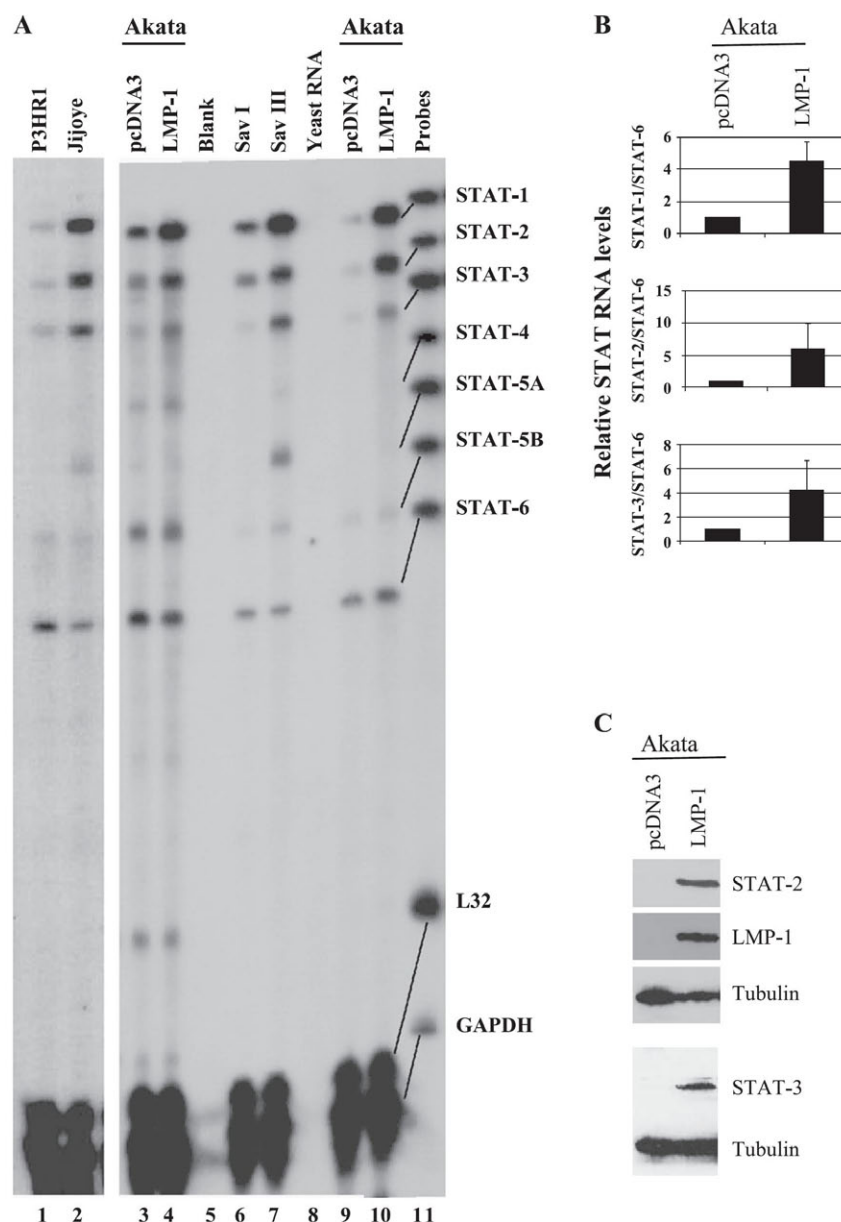 A
Akata
Akata
P3HR1
Jijoye
pcDNA3
LMP-1
Blank
Sav I
Sav III
Yeast RNA
pcDNA3
LMP-1
Probes
STAT-1
STAT-2
STAT-3
STAT-4
STAT-5A
STAT-5B
STAT-6
L32
GAPDH
1 2 3 4 5 6 7 8 9 10 11
B
Akata
pcDNA3
LMP-1
Relative STAT RNA levels
STAT-1/STAT-6
6
4
2
0
STAT-2/STAT-6
15
10
5
0
STAT-3/STAT-6
8
6
4
2
0
C
Akata
pcDNA3
LMP-1
STAT-2
LMP-1
Tubulin
STAT-3
Tubulin